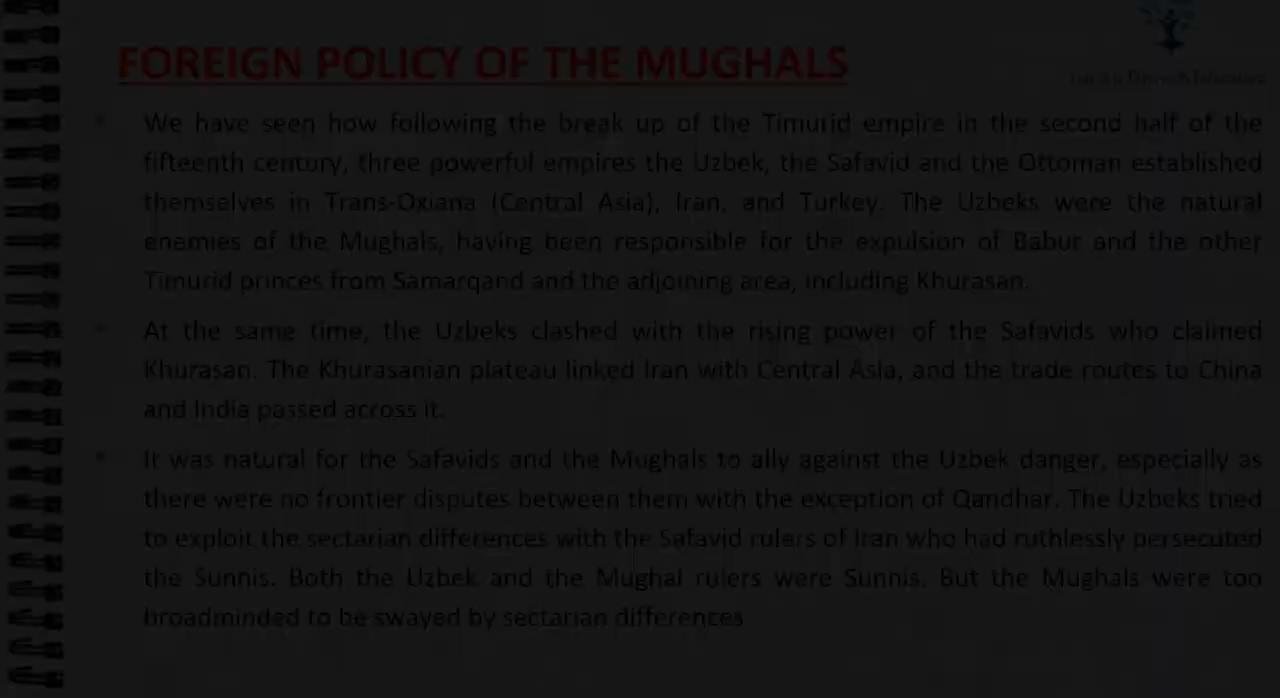 FOREIGN POLICY OF THE MUGHALS
• We have seen how following the break up of the Timurid empire in the second half of the
fifteenth century, three powerful empires the Uzbek, the Safavid and the Ottoman established
themselves in Trans-Oxiana (Central Asia), Iran, and Turkey. The Uzbeks were the natural
enemies of the Mughals, having been responsible for the expulsion of Babur and the other
Timurid princes from Samarqand and the adjoining area, including Khurasan.
• At the same time, the Uzbeks clashed with the rising power of the Safavids who claimed
Khurasan. The Khurasanian plateau linked Iran with Central Asia, and the trade routes to China
and India passed across it.
• It was natural for the Safavids and the Mughals to ally against the Uzbek danger, especially as
there were no frontier disputes between them with the exception of Qandhar. The Uzbeks tried
to exploit the sectarian differences with the Safavid rulers of Iran who had ruthlessly persecuted
the Sunnis. Both the Uzbek and the Mughal rulers were Sunnis. But the Mughals were too
broadminded to be swayed by sectarian differences